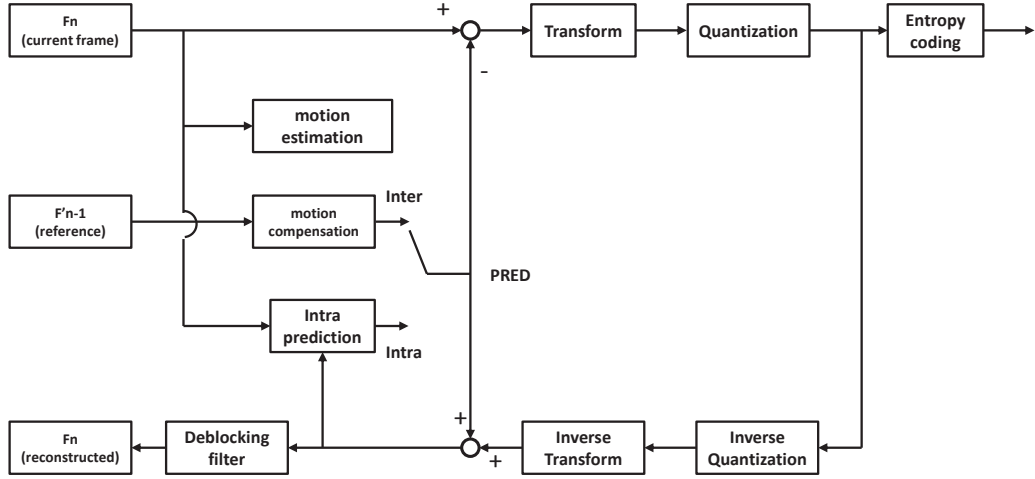 Fn
(current frame)
+
Transform
Quantization
Entropy
coding
-
motion
estimation
Inter
F'n-1
(reference)
motion
compensation
PRED
Intra
prediction
Intra
+
Fn
(reconstructed)
Deblocking
filter
+
Inverse
Transform
Inverse
Quantization